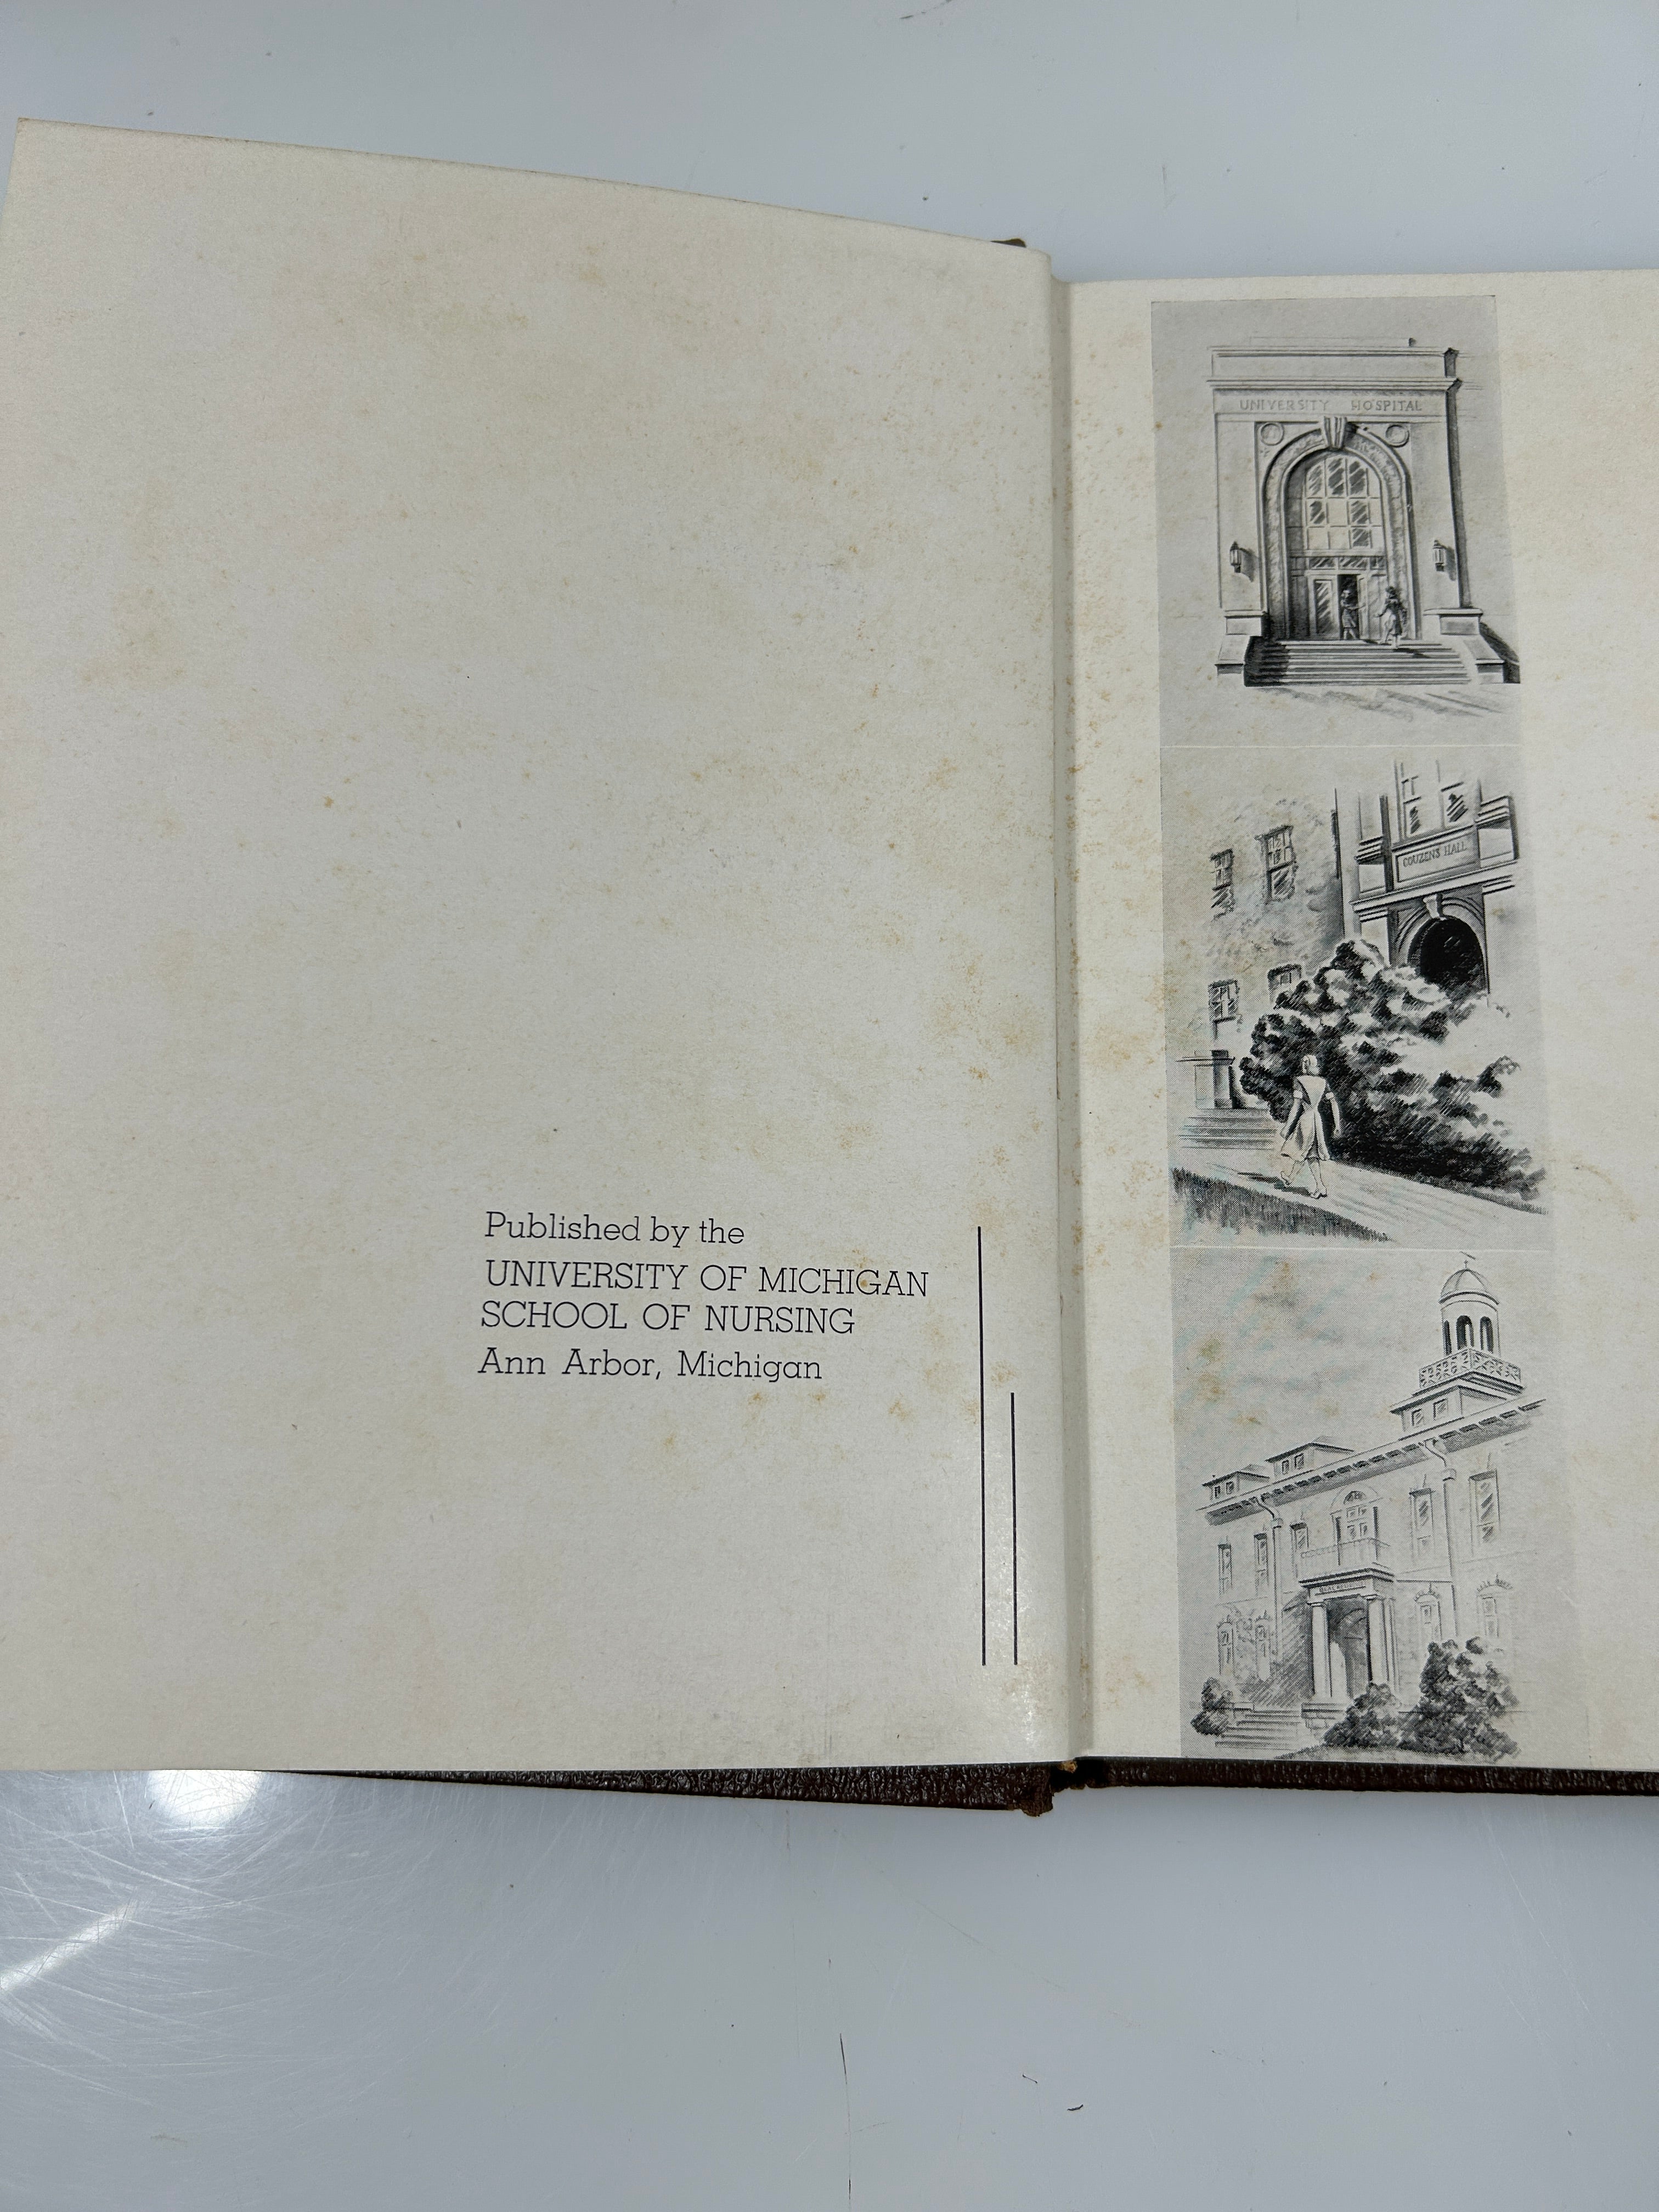 Published by the
UNIVERSITY OF MICHIGAN
SCHOOL OF NURSING
Ann Arbor, Michigan
UNIVERSITY HOSPITAL
COUZENS HALL